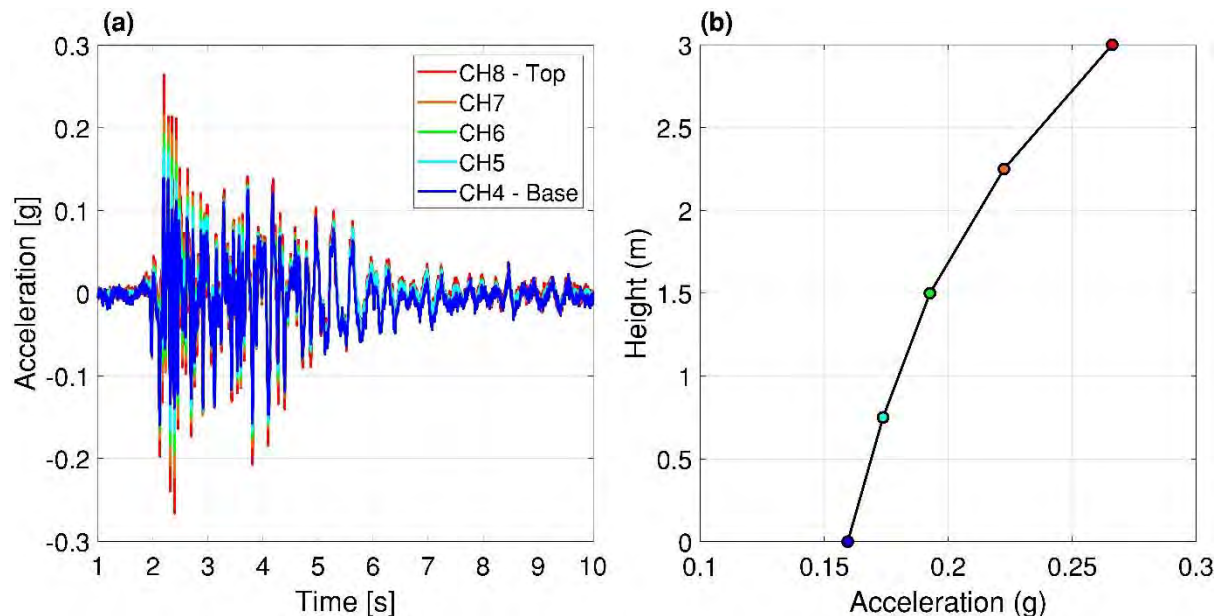 (a)
Acceleration [g]
0.3
0.2
0.1
0
-0.1
-0.2
-0.3
CH8 - Top
CH7
CH6
CH5
CH4 - Base
1 2 3 4 5 6 7 8 9 10
Time [s]
(b)
Height (m)
3
2.5
2
1.5
1
0.5
0
0.1 0.15 0.2 0.25 0.3
Acceleration (g)